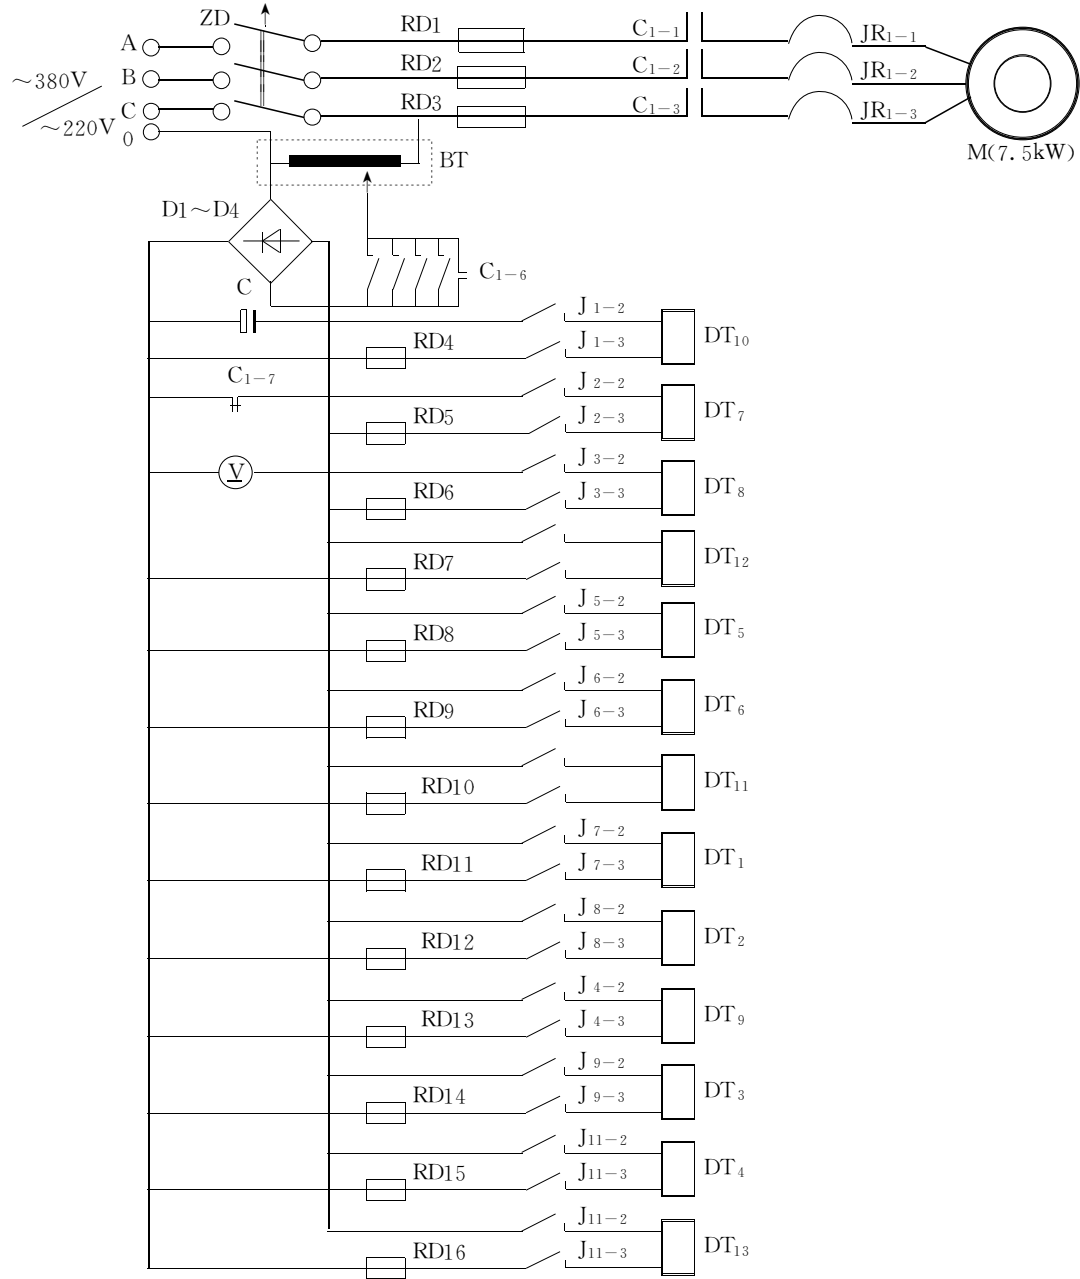 ZD RD1 C1-1 JR1-1
A
RD2 C1-2 JR1-2
~380V B
RD3 C1-3 JR1-3
C
~220V 0
M(7.5kW)
BT
D1~D4
C1-6
C
J1-2
RD4 J1-3 DT10
C1-7
J2-2
RD5 J2-3 DT7
J3-2
V RD6 J3-3 DT8
RD7 DT12
J5-2
RD8 J5-3 DT5
J6-2
RD9 J6-3 DT6
RD10 DT11
J7-2
RD11 J7-3 DT1
J8-2
RD12 J8-3 DT2
J4-2
RD13 J4-3 DT9
J9-2
RD14 J9-3 DT3
J11-2
RD15 J11-3 DT4
J11-2
RD16 J11-3 DT13